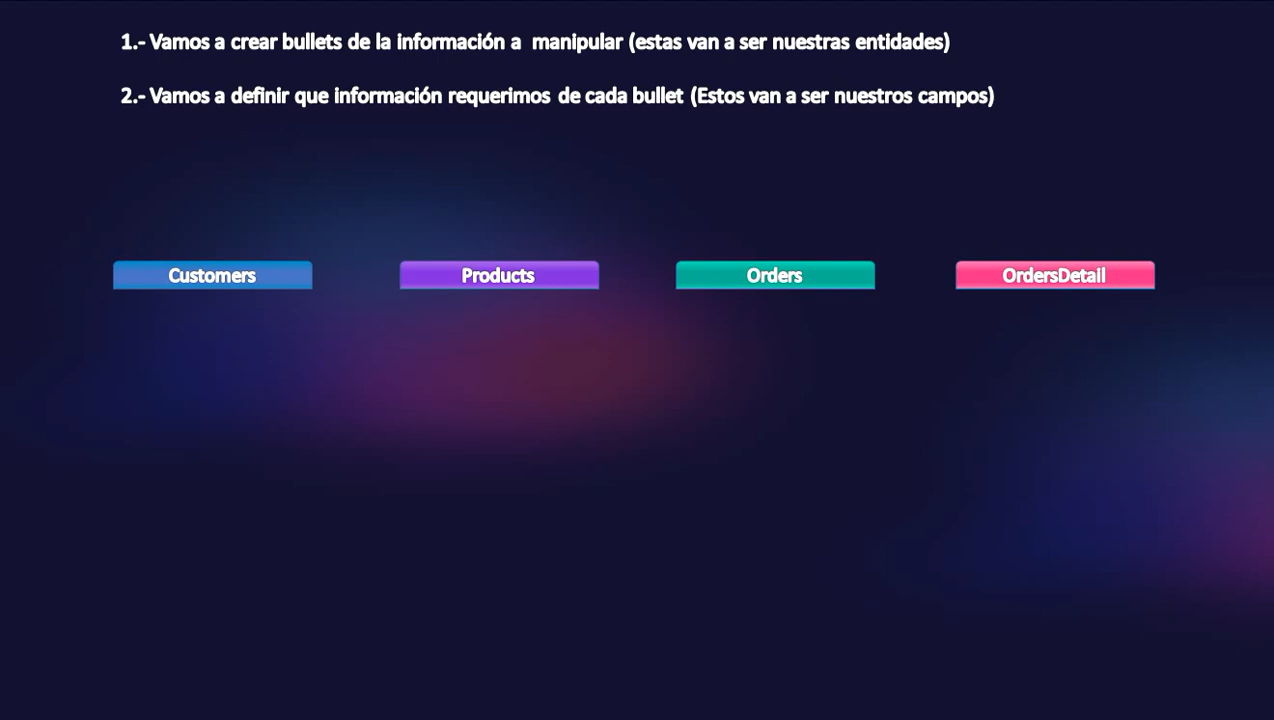 1.- Vamos a crear bullets de la información a manipular (estas van a ser nuestras entidades)
2.- Vamos a definir que información requerimos de cada bullet (Estos van a ser nuestros campos)
Customers
Products
Orders
OrdersDetail